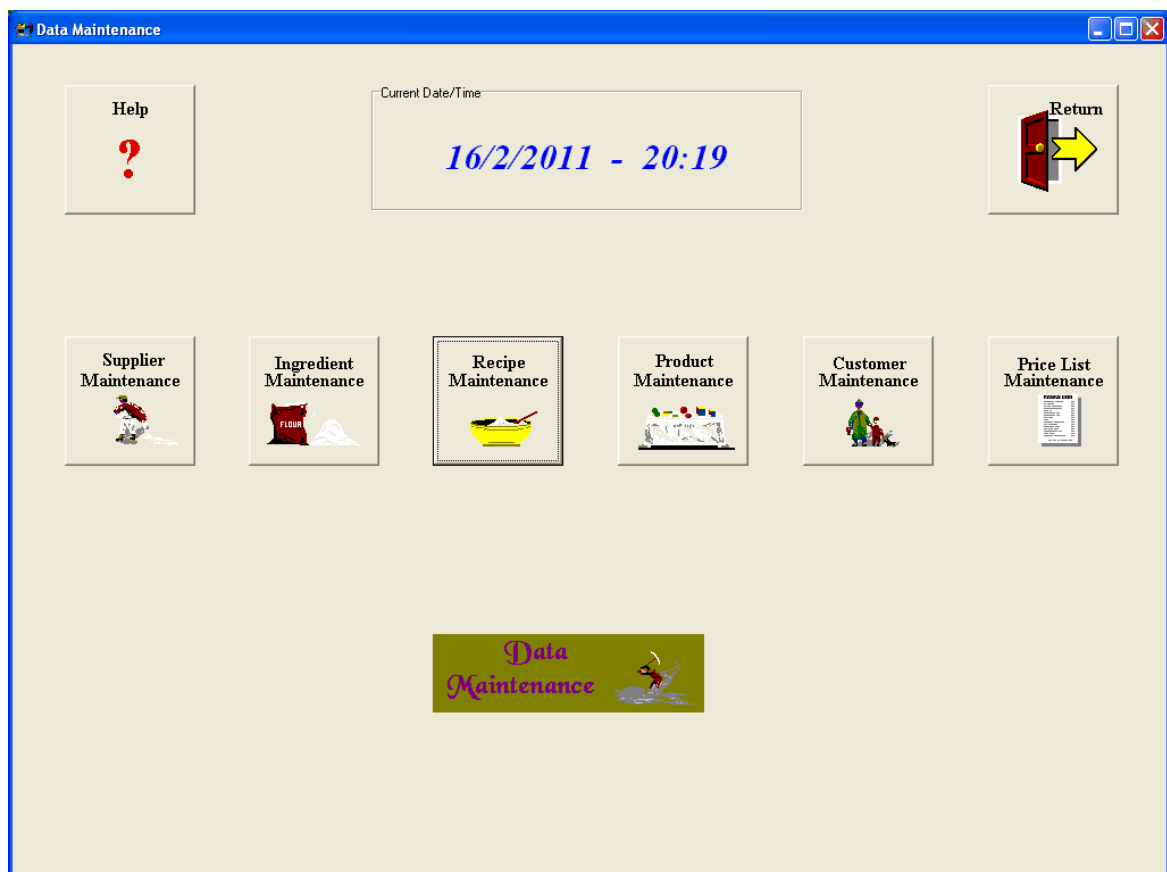 Data Maintenance
Help
?
Current Date/Time
16/2/2011 - 20:19
Return
Supplier
Maintenance
Ingredient
Maintenance
FLOUR
Recipe
Maintenance
Product
Maintenance
Customer
Maintenance
Price List
Maintenance
Data
Maintenance